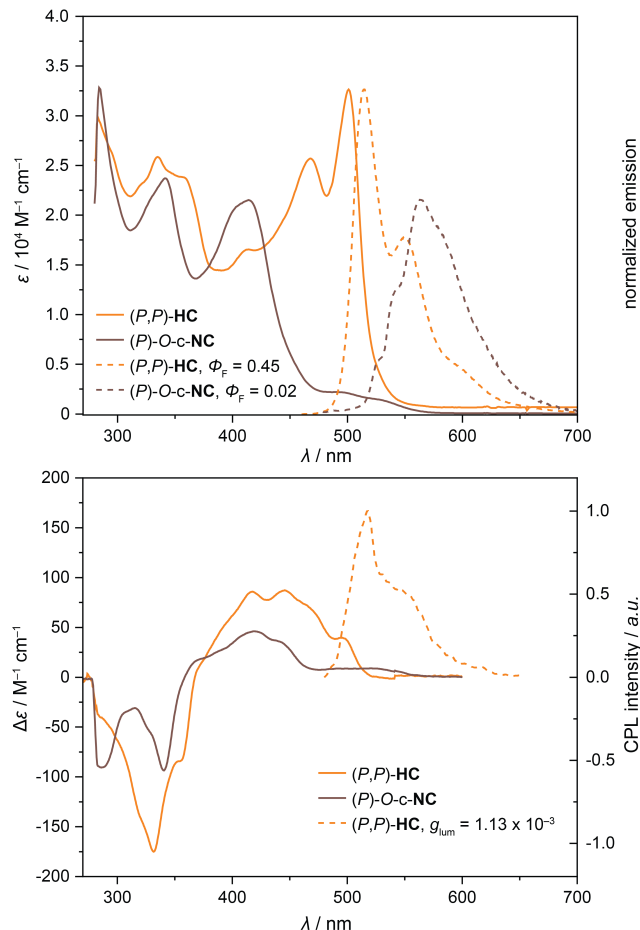 4.0
3.5
3.0
2.5
2.0
1.5
1.0
0.5
0
ε / 10⁴ M⁻¹ cm⁻¹
normalized emission
(P,P)-HC
(P)-O-c-NC
(P,P)-HC, Φ_F = 0.45
(P)-O-c-NC, Φ_F = 0.02
300 400 500 600 700
λ / nm
200
150
100
50
0
-50
-100
-150
-200
Δε / M⁻¹ cm⁻¹
1.0
0.5
0.0
-0.5
-1.0
CPL intensity / a.u.
(P,P)-HC
(P)-O-c-NC
(P,P)-HC, g_lum = 1.13 x 10⁻³
300 400 500 600 700
λ / nm